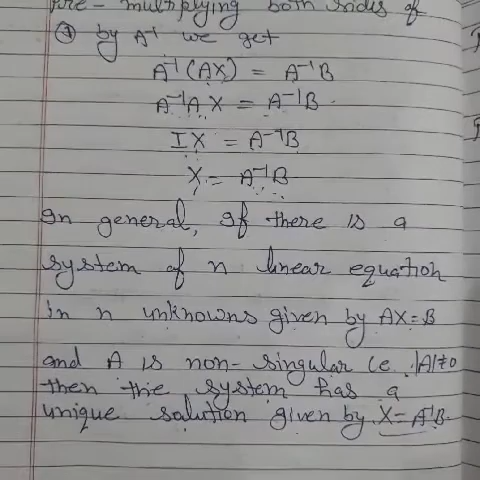 Pre-multiplying both sides of
by A⁻¹ we get
A⁻¹(AX) = A⁻¹B
A⁻¹A X = A⁻¹B
IX = A⁻¹B
X = A⁻¹B
In general, If there is a
system of n linear equation
in n unknowns given by AX=B
and A is non-singular i.e. |A|≠0
then the system has a
unique solution given by X=A⁻¹B.